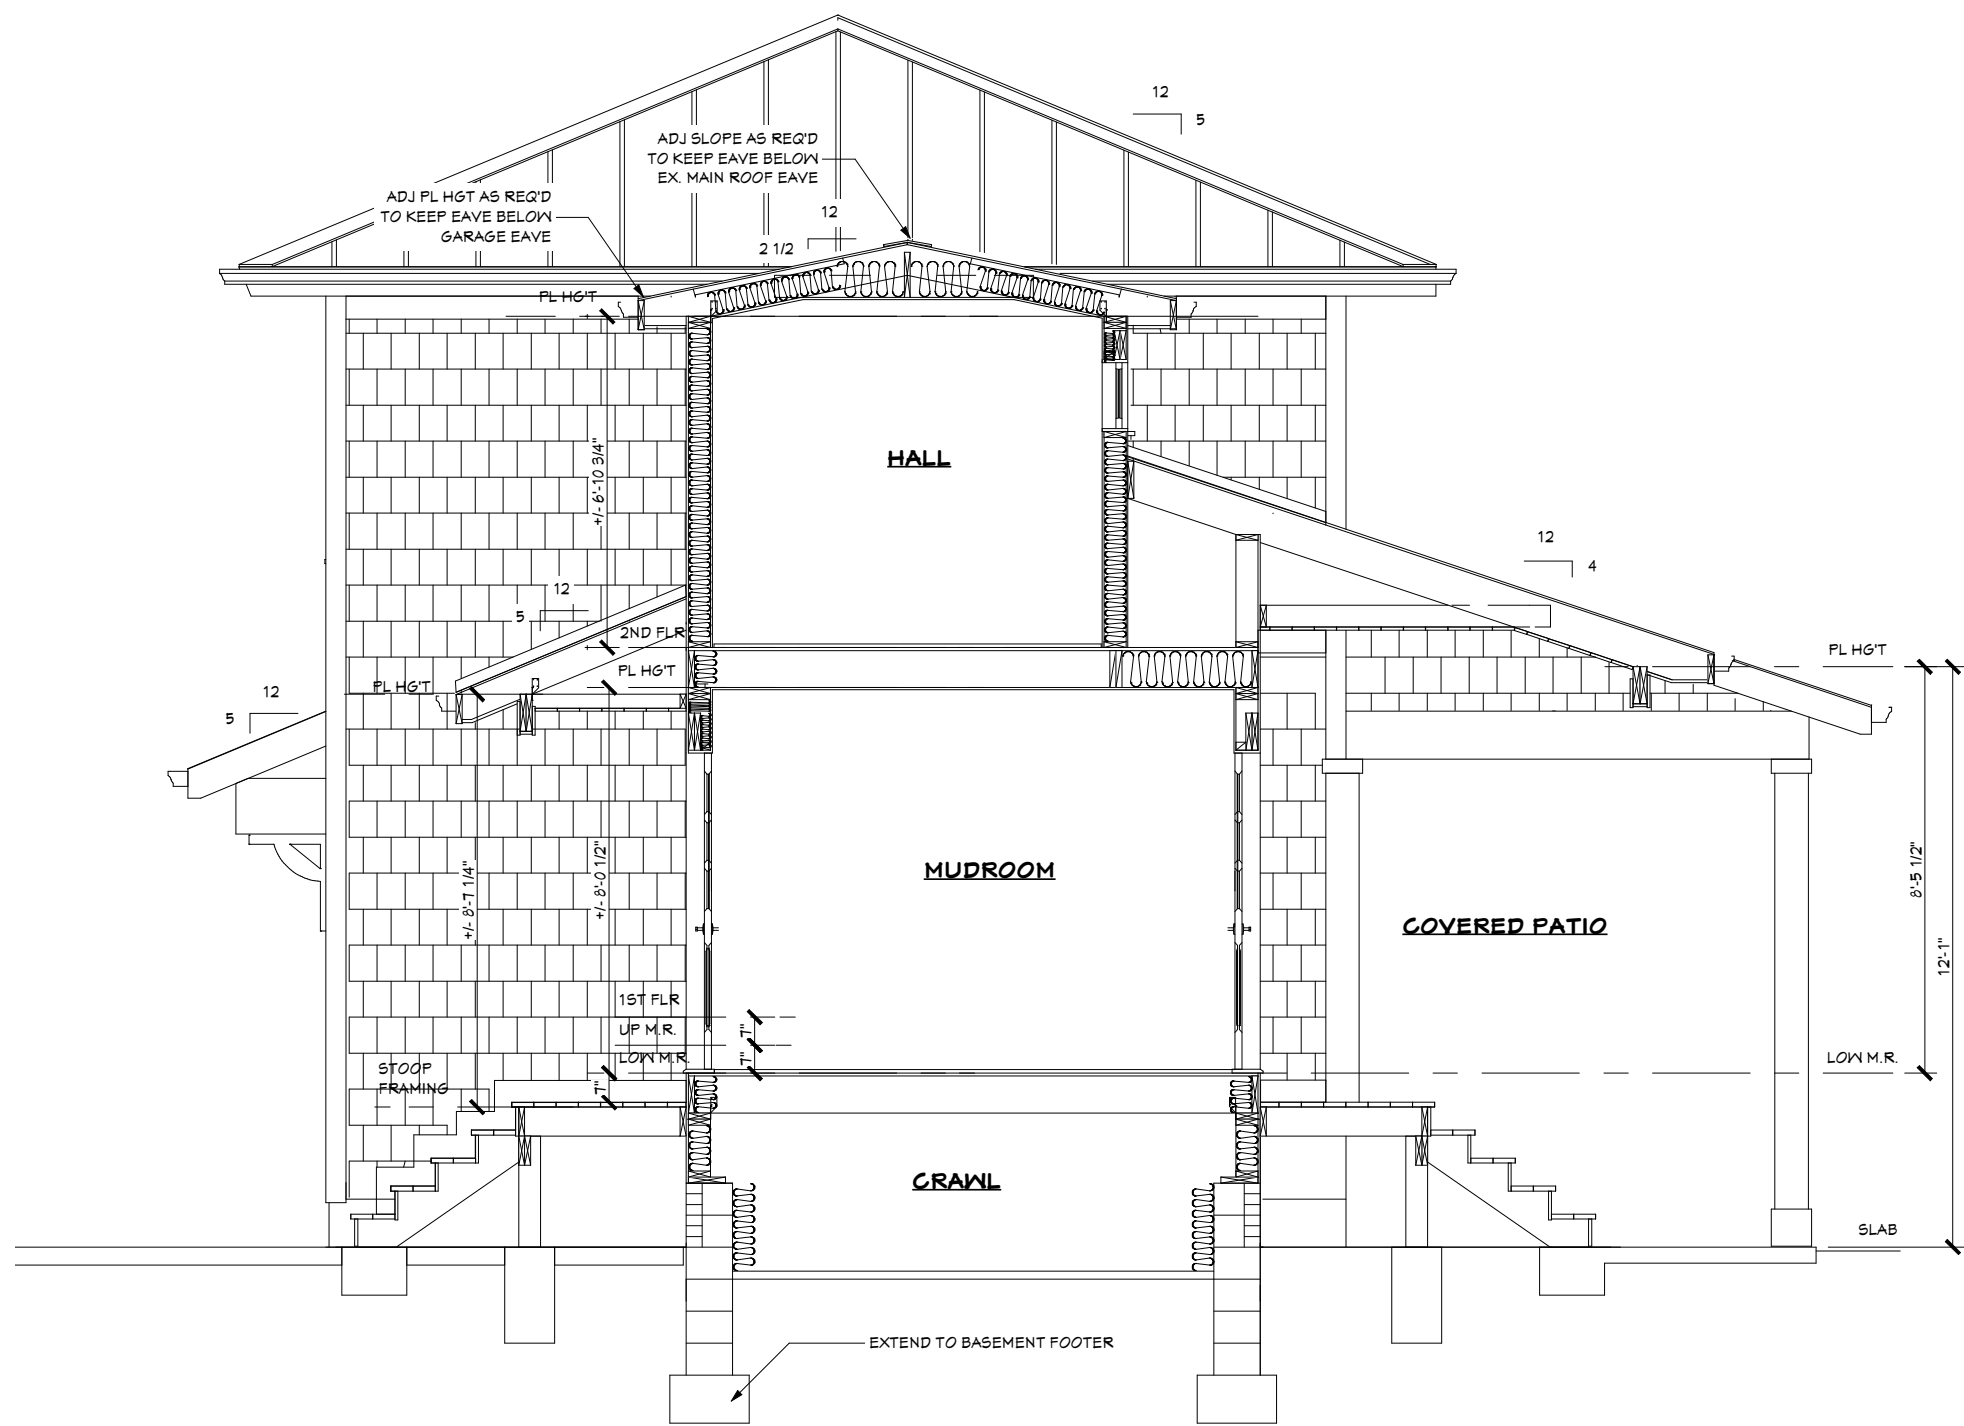 12
5
ADJ SLOPE AS REQ'D
TO KEEP EAVE BELOW
EX. MAIN ROOF EAVE
ADJ PL HGT AS REQ'D
TO KEEP EAVE BELOW
GARAGE EAVE
12
2 1/2
PL HG'T
HALL
+/- 6'-10 3/4"
12
4
12
5
2ND FLR
PL HG'T
PL HG'T
PL HG'T
12
5
MUDROOM
COVERED PATIO
+/- 8'-7 1/4"
+/- 8'-0 1/2"
8'-5 1/2"
12'-1"
1ST FLR
UP M.R.
7"
LOW M.R.
7"
LOW M.R.
STOOP
FRAMING
7"
CRAWL
SLAB
EXTEND TO BASEMENT FOOTER